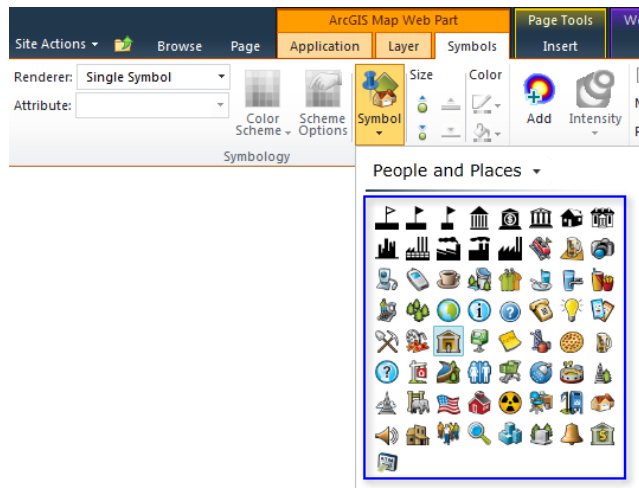 ArcGIS Map Web Part
Page Tools
Site Actions
Browse
Page
Application
Layer
Symbols
Insert
Renderer: Single Symbol
Attribute:
Color Scheme
Scheme Options
Symbol
Size
Color
Add
Intensity
Symbology
People and Places